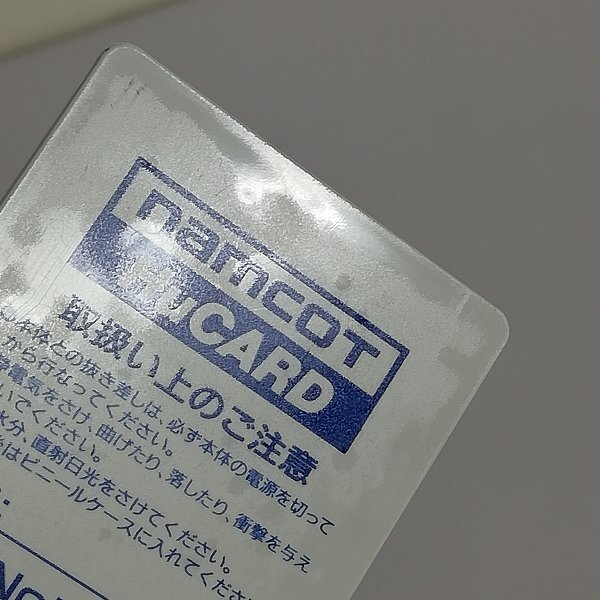 namcot
HuCARD
取扱い上のご注意
本体との抜き差しは、必ず本体の電源を切って
から行なってください。
電気をさけ、曲げたり、落したり、衝撃を与え
いでください。
水分、直射日光をさけてください。
はビニールケースに入れてくださ
No